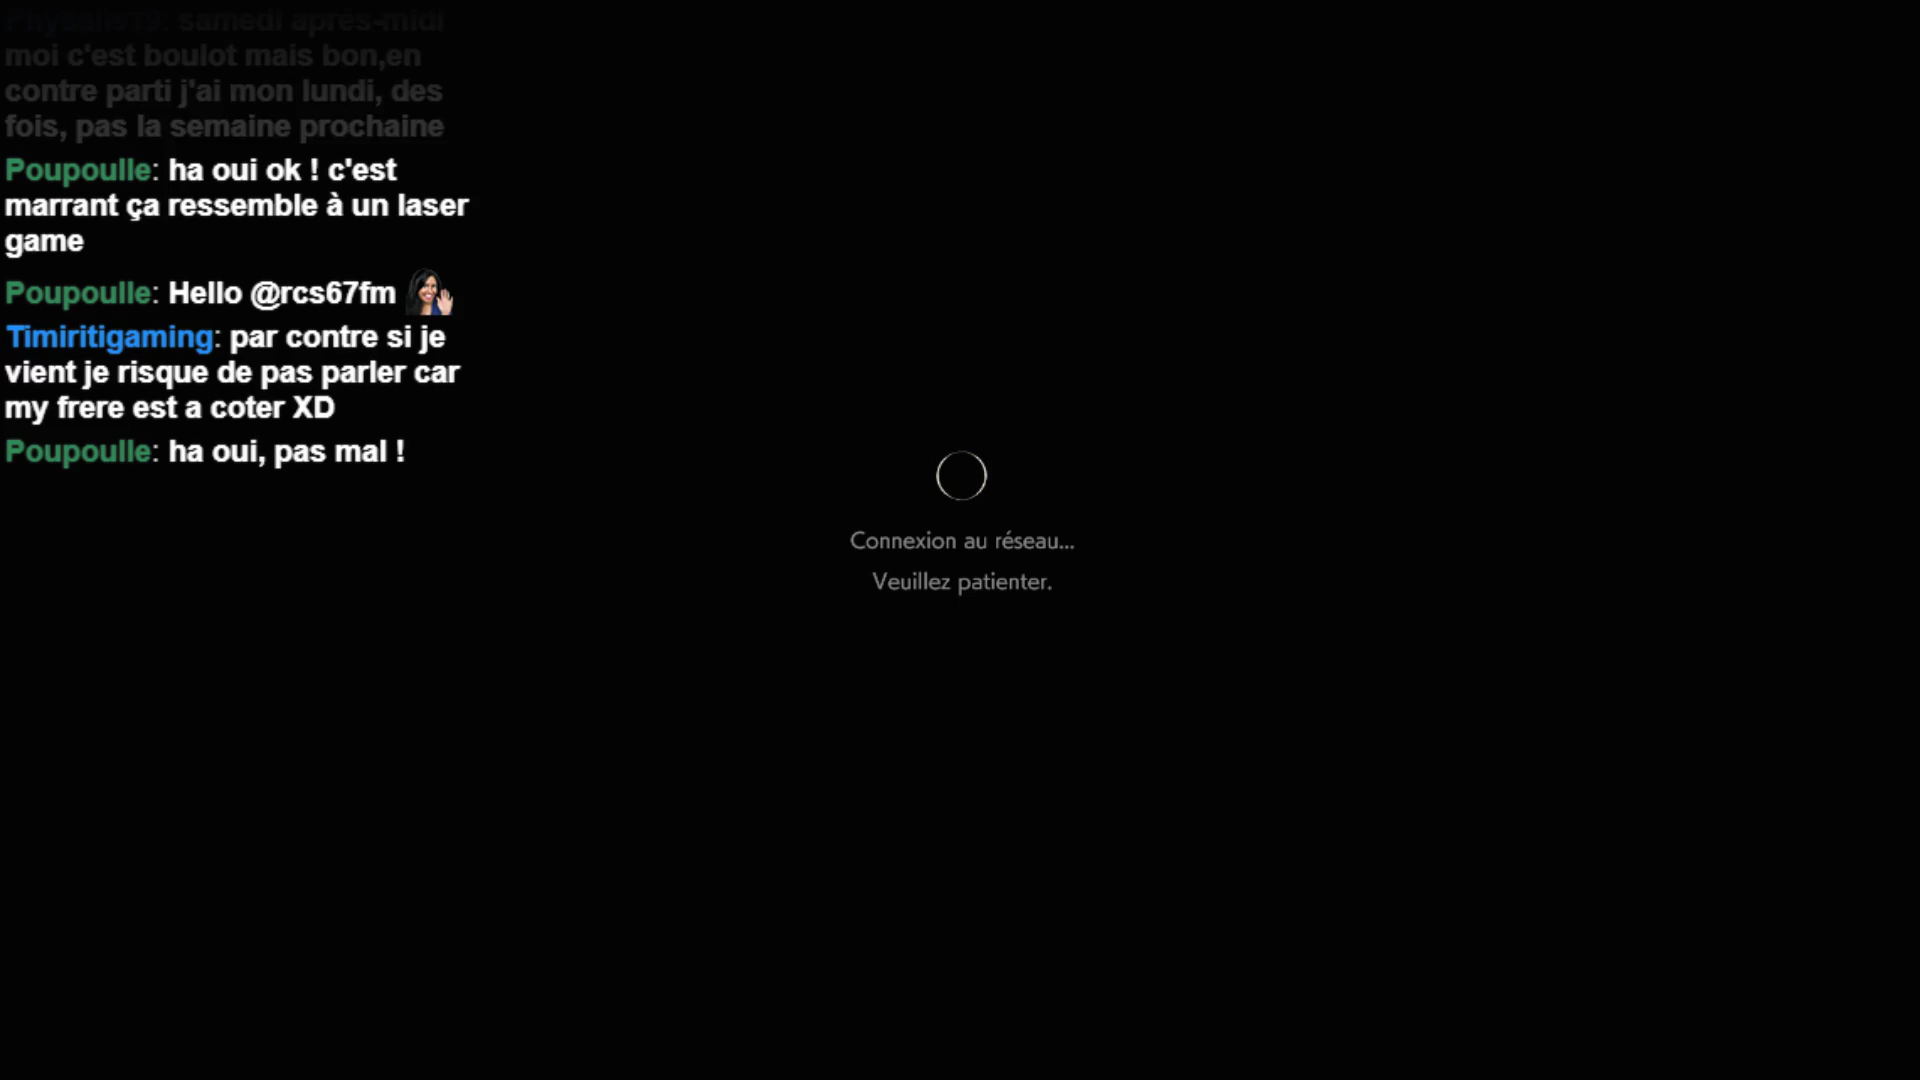 samedi après-midi
moi c'est boulot mais bon,en
contre parti j'ai mon lundi, des
fois, pas la semaine prochaine
Poupoulle: ha oui ok ! c'est
marrant ça ressemble à un laser
game
Poupoulle: Hello @rcs67fm
Timiritigaming: par contre si je
vient je risque de pas parler car
my frere est a coter XD
Poupoulle: ha oui, pas mal !
Connexion au réseau...
Veuillez patienter.